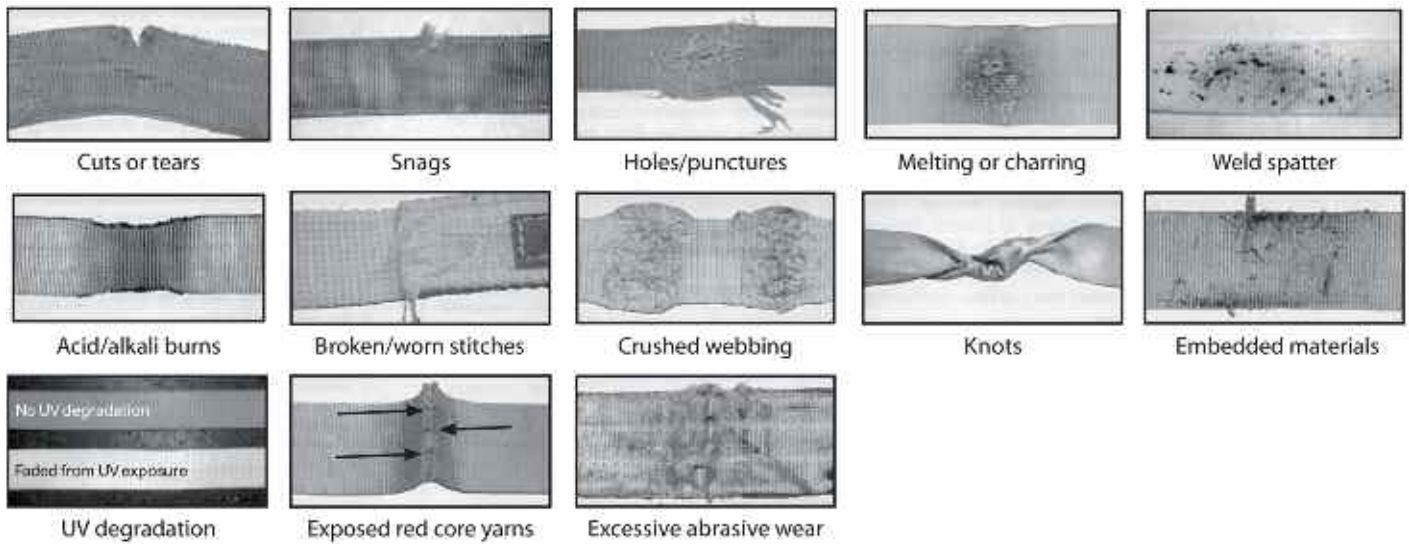 Cuts or tears
Snags
Holes/punctures
Melting or charring
Weld spatter
Acid/alkali burns
Broken/worn stitches
Crushed webbing
Knots
Embedded materials
No UV degradation
Faded from UV exposure
UV degradation
Exposed red core yarns
Excessive abrasive wear